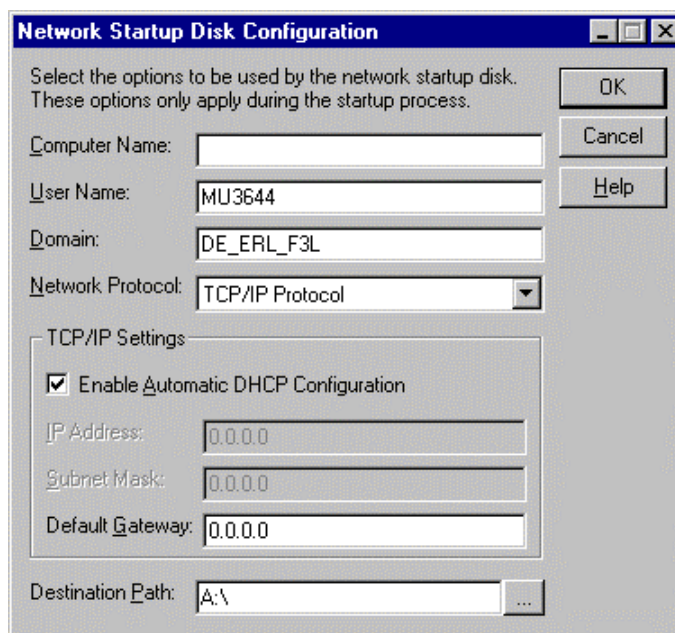 Network Startup Disk Configuration
Select the options to be used by the network startup disk.
These options only apply during the startup process.
OK
Cancel
Help
Computer Name:
User Name: MU3644
Domain: DE_ERL_F3L
Network Protocol: TCP/IP Protocol
TCP/IP Settings
Enable Automatic DHCP Configuration
IP Address: 0.0.0.0
Subnet Mask: 0.0.0.0
Default Gateway: 0.0.0.0
Destination Path: A:\ ...